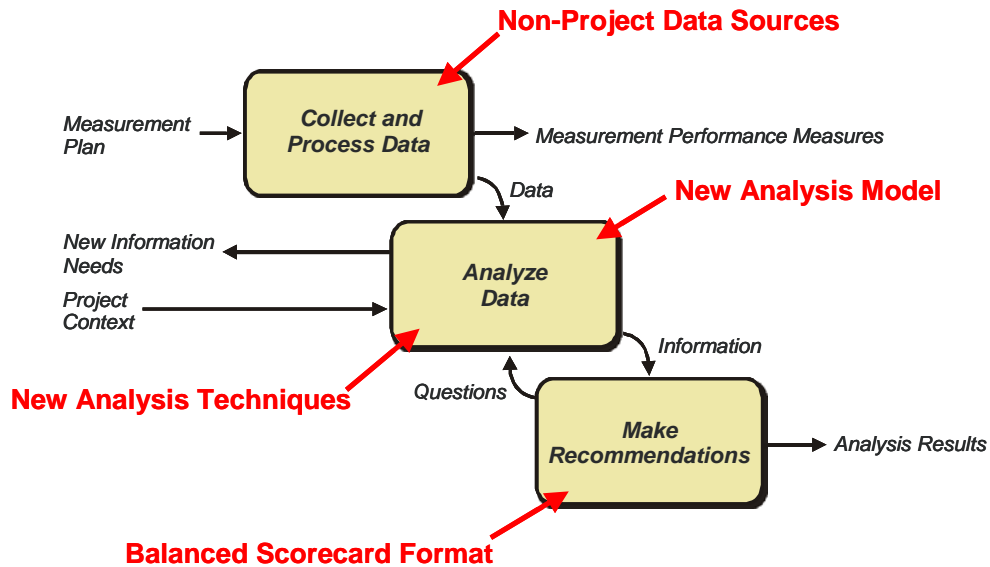 Non-Project Data Sources
Collect and
Process Data
Measurement
Plan
Measurement Performance Measures
Data
New Analysis Model
New Information
Needs
Analyze
Data
Project
Context
Information
New Analysis Techniques
Questions
Make
Recommendations
Analysis Results
Balanced Scorecard Format